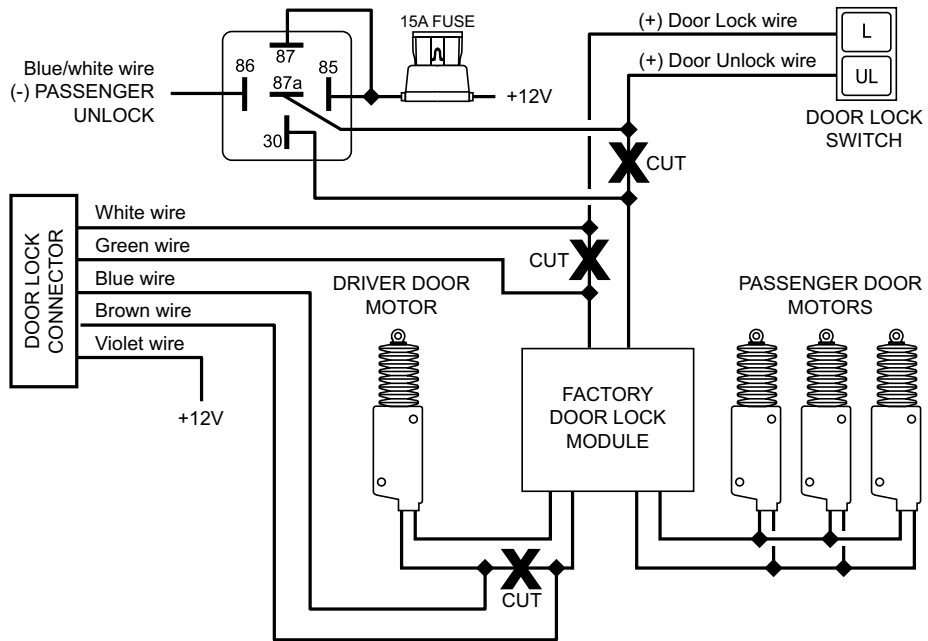 15A FUSE
87
86
87a
85
30
+12V
Blue/white wire
(-) PASSENGER
UNLOCK
(+) Door Lock wire
(+) Door Unlock wire
L
UL
DOOR LOCK
SWITCH
CUT
DOOR LOCK
CONNECTOR
White wire
Green wire
Blue wire
Brown wire
Violet wire
+12V
CUT
DRIVER DOOR
MOTOR
PASSENGER DOOR
MOTORS
FACTORY
DOOR LOCK
MODULE
CUT